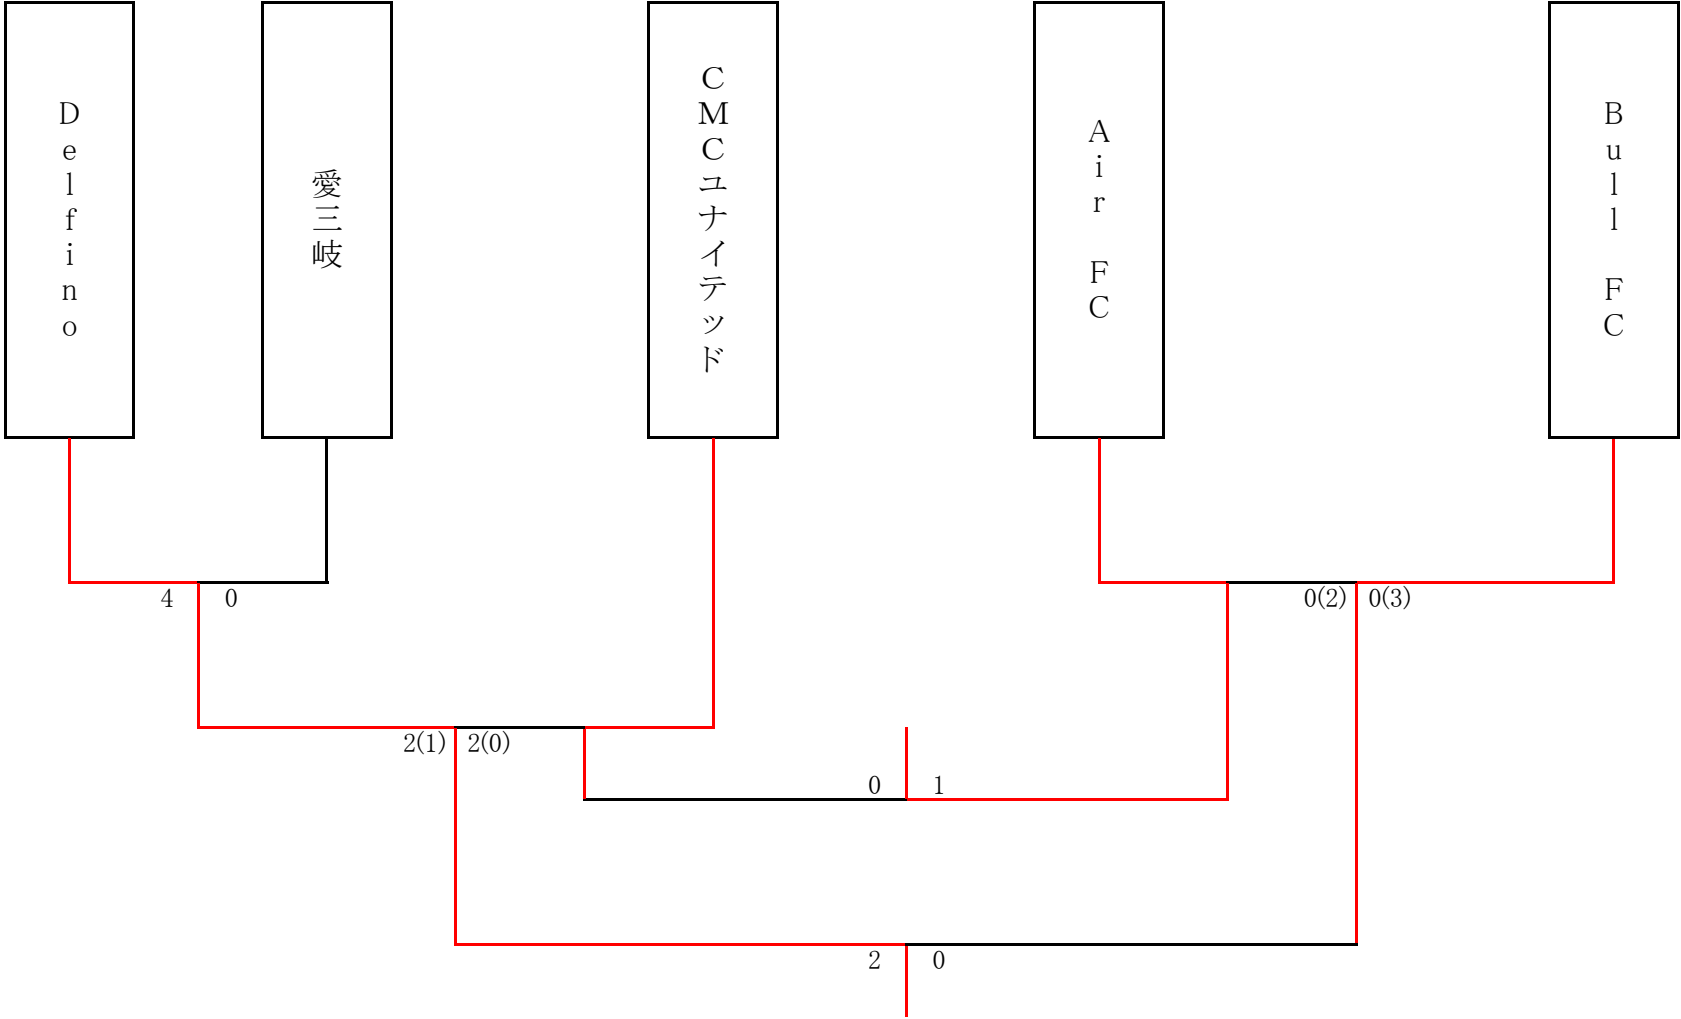 Delfino
愛三岐
CMCユナイテッド
Air FC
Bull FC
4 0
0(2) 0(3)
2(1) 2(0)
0 1
2 0